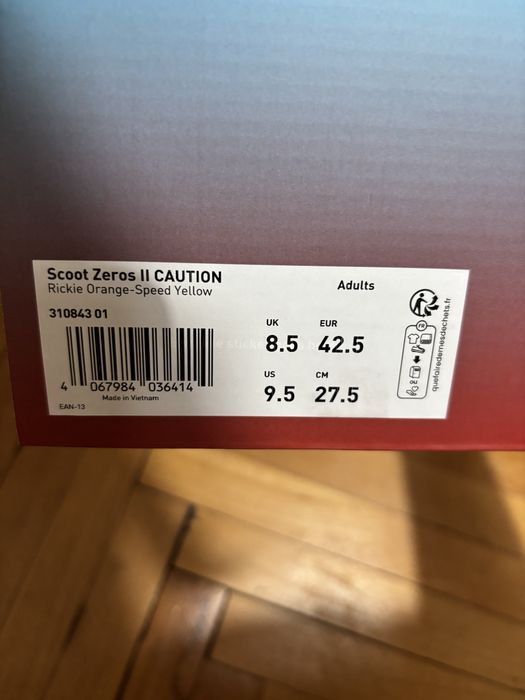 Scoot Zeros II CAUTION
Rickie Orange-Speed Yellow
Adults
310843 01
4 067984 036414
Made in Vietnam
EAN-13
UK EUR
8.5 42.5
US CM
9.5 27.5
FR
quefairedemesdechets.fr